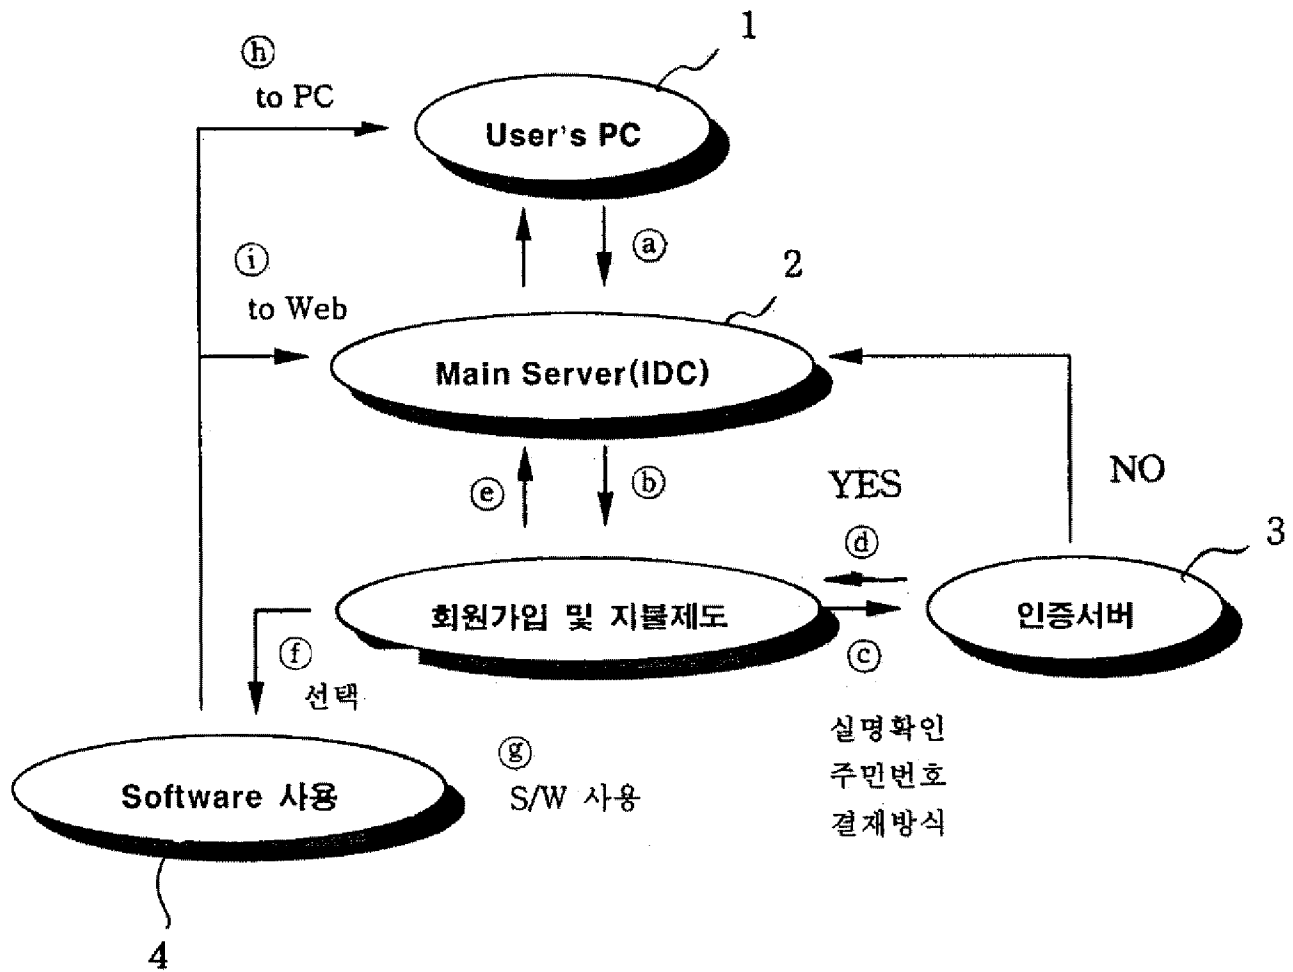 1
ⓗ
to PC
User's PC
ⓐ
ⓘ
2
to Web
Main Server(IDC)
NO
YES
ⓔ
ⓑ
3
ⓓ
회원가입 및 지불제도
인증서버
ⓕ
ⓒ
선택
실명확인
ⓖ
주민번호
Software 사용
S/W 사용
결재방식
4